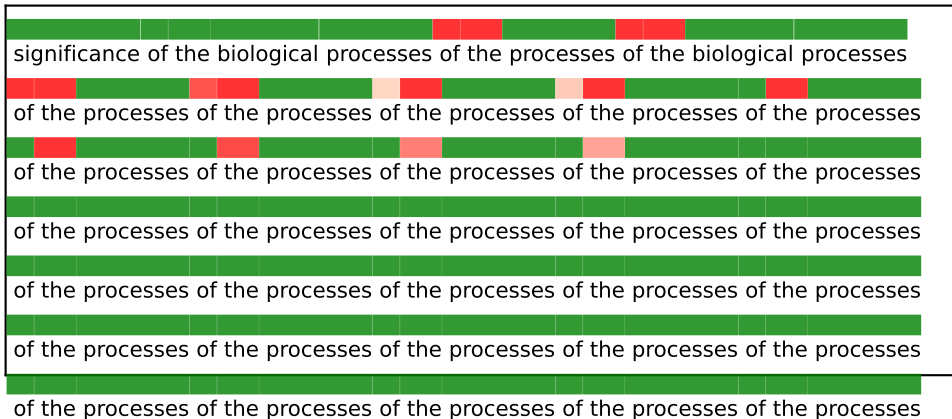 significance of the biological processes of the processes of the biological processes
of the processes of the processes of the processes of the processes of the processes
of the processes of the processes of the processes of the processes of the processes
of the processes of the processes of the processes of the processes of the processes
of the processes of the processes of the processes of the processes of the processes
of the processes of the processes of the processes of the processes of the processes
of the processes of the processes of the processes of the processes of the processes